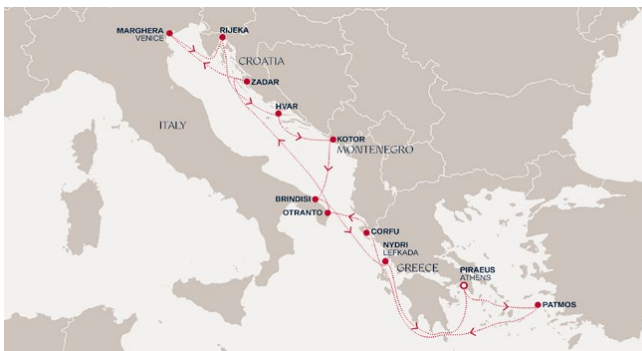 MARGHERA
VENICE
RIJEKA
CROATIA
ZADAR
HVAR
ITALY
KOTOR
MONTENEGRO
BRINDISI
OTRANTO
CORFU
NYDRI
LEFKADA
GREECE
PIRAEUS
ATHENS
PATMOS